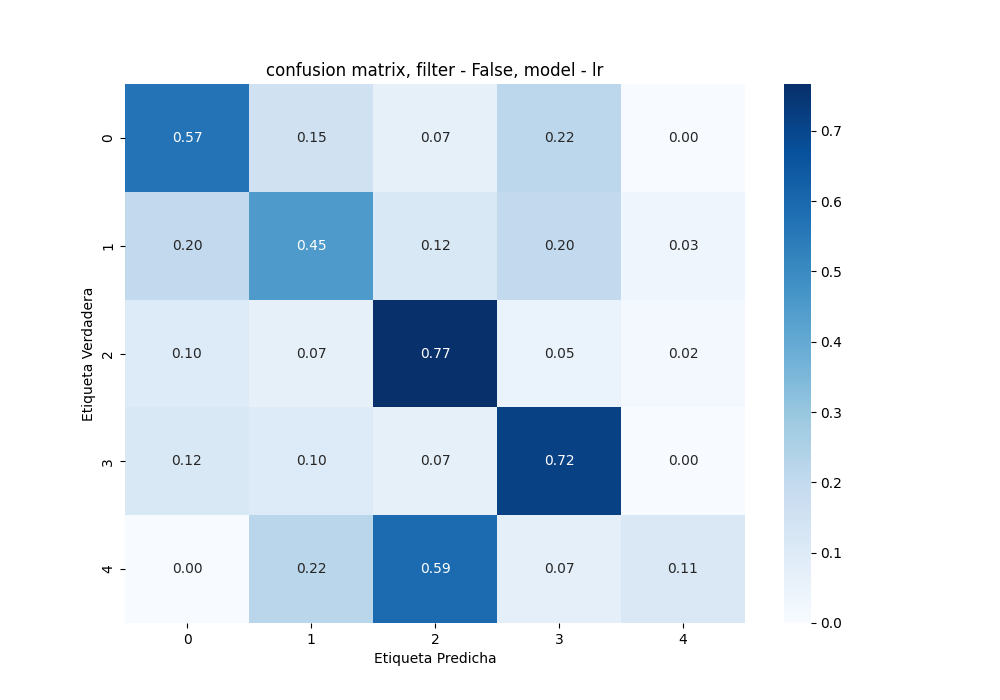 confusion matrix, filter - False, model - lr
Etiqueta Verdadera
0 0.57 0.15 0.07 0.22 0.00
1 0.20 0.45 0.12 0.20 0.03
2 0.10 0.07 0.77 0.05 0.02
3 0.12 0.10 0.07 0.72 0.00
4 0.00 0.22 0.59 0.07 0.11
0 1 2 3 4
Etiqueta Predicha
0.7
0.6
0.5
0.4
0.3
0.2
0.1
0.0